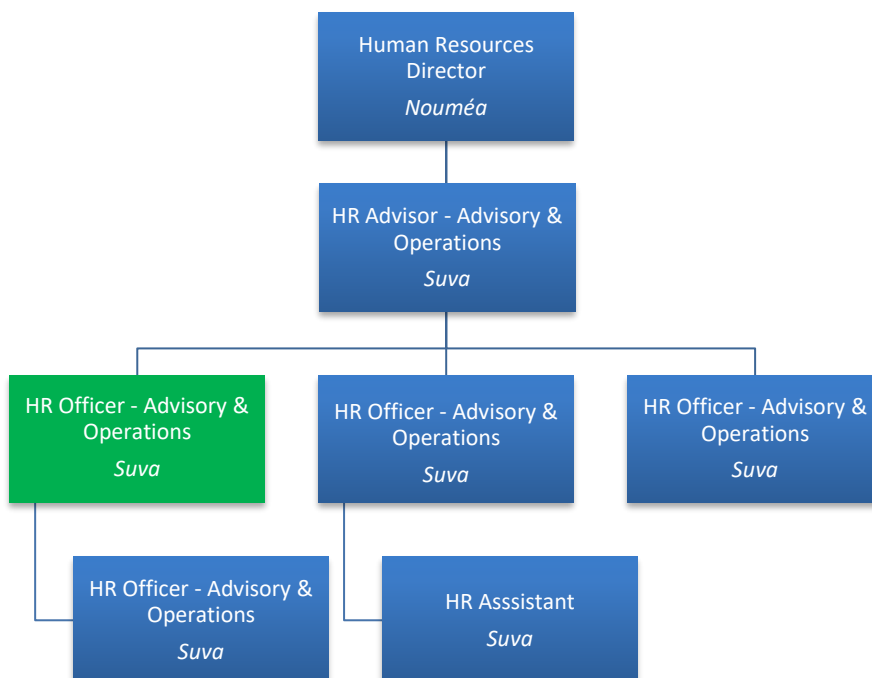 Human Resources
Director
Nouméa
HR Advisor - Advisory &
Operations
Suva
HR Officer - Advisory &
Operations
Suva
HR Officer - Advisory &
Operations
Suva
HR Officer - Advisory &
Operations
Suva
HR Officer - Advisory &
Operations
Suva
HR Asssistant
Suva